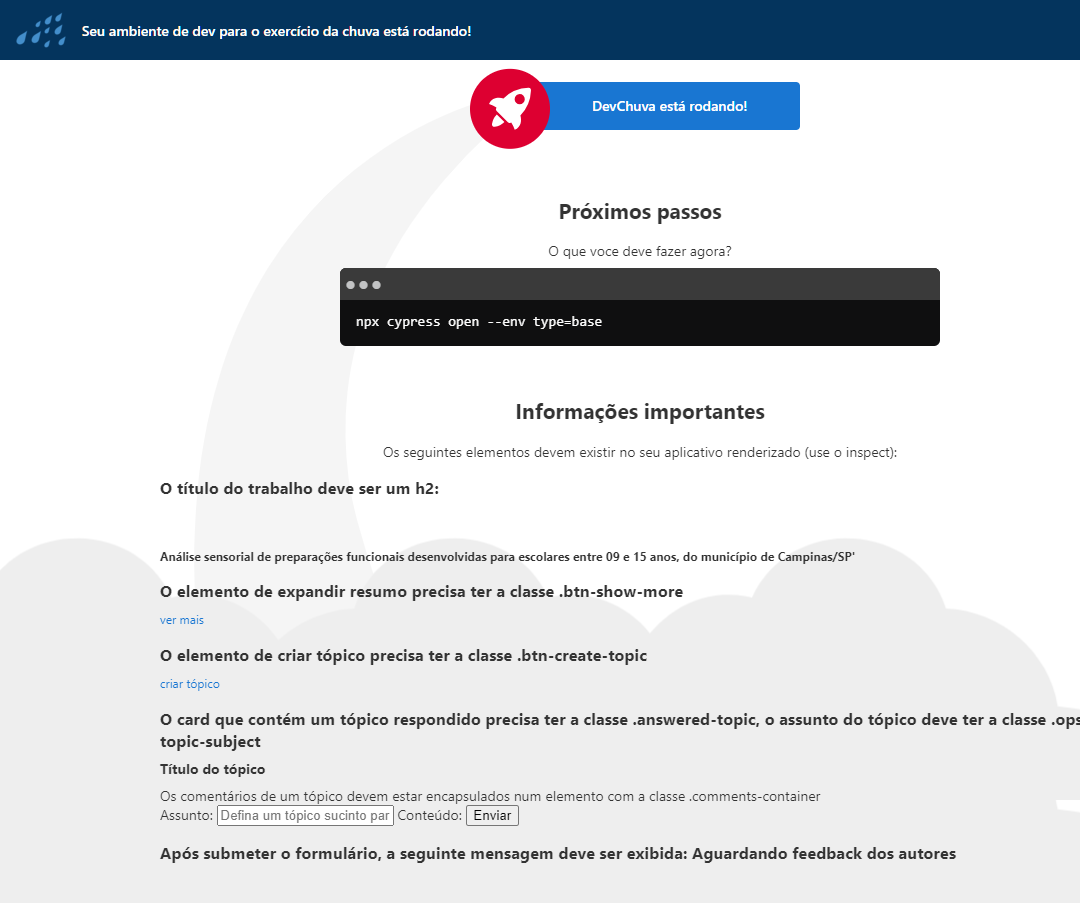 Seu ambiente de dev para o exercício da chuva está rodando!
DevChuva está rodando!
Próximos passos
O que voce deve fazer agora?
npx cypress open --env type=base
Informações importantes
Os seguintes elementos devem existir no seu aplicativo renderizado (use o inspect):
O título do trabalho deve ser um h2:
Análise sensorial de preparações funcionais desenvolvidas para escolares entre 09 e 15 anos, do município de Campinas/SP'
O elemento de expandir resumo precisa ter a classe .btn-show-more
ver mais
O elemento de criar tópico precisa ter a classe .btn-create-topic
criar tópico
O card que contém um tópico respondido precisa ter a classe .answered-topic, o assunto do tópico deve ter a classe .ops
topic-subject
Título do tópico
Os comentários de um tópico devem estar encapsulados num elemento com a classe .comments-container
Assunto: Defina um tópico sucinto par Conteúdo: Enviar
Após submeter o formulário, a seguinte mensagem deve ser exibida: Aguardando feedback dos autores